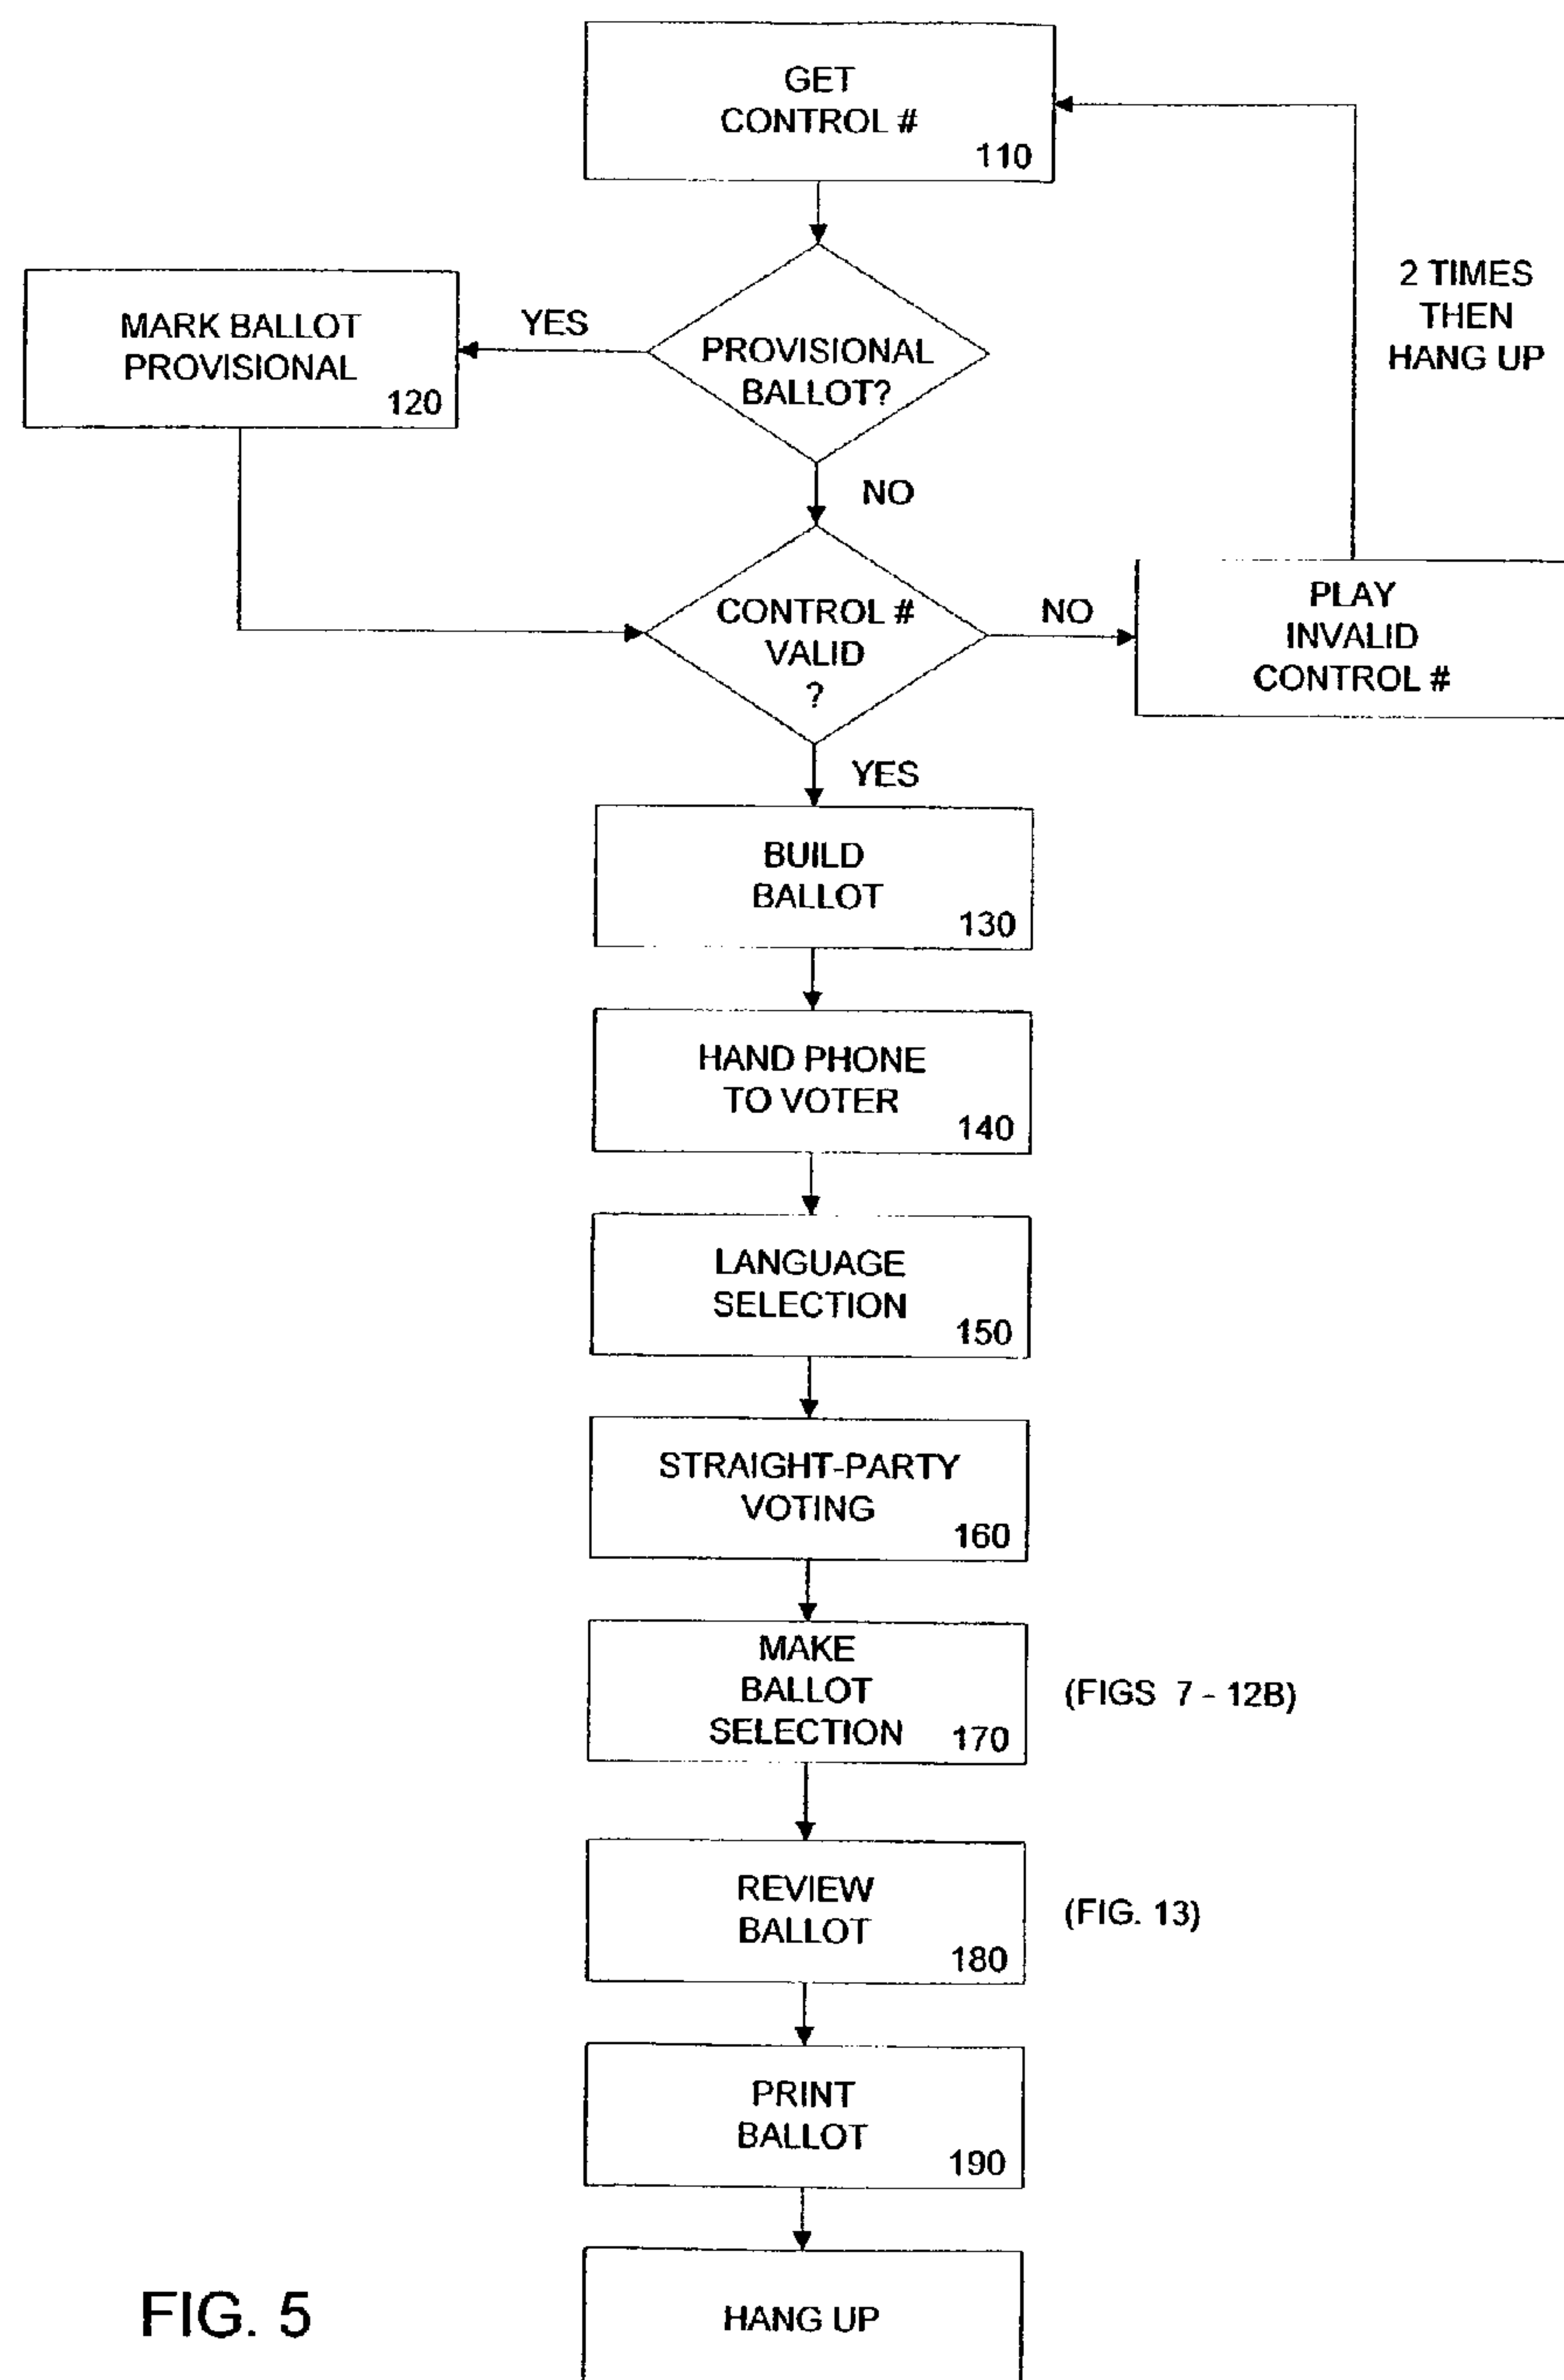 GET
CONTROL #
110
2 TIMES
THEN
HANG UP
MARK BALLOT
PROVISIONAL
120
YES
PROVISIONAL
BALLOT?
NO
CONTROL #
VALID
?
NO
PLAY
INVALID
CONTROL #
YES
BUILD
BALLOT
130
HAND PHONE
TO VOTER
140
LANGUAGE
SELECTION
150
STRAIGHT-PARTY
VOTING
160
MAKE
BALLOT
SELECTION
170
(FIGS 7 - 12B)
REVIEW
BALLOT
180
(FIG. 13)
PRINT
BALLOT
190
HANG UP
FIG. 5